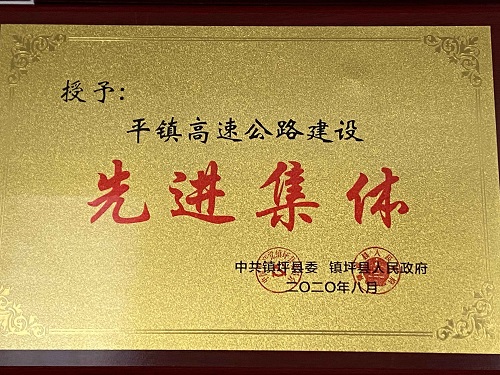 授予:
平镇高速公路建设
先进集体
中共镇坪县委 镇坪县人民政府
二〇二〇年八月